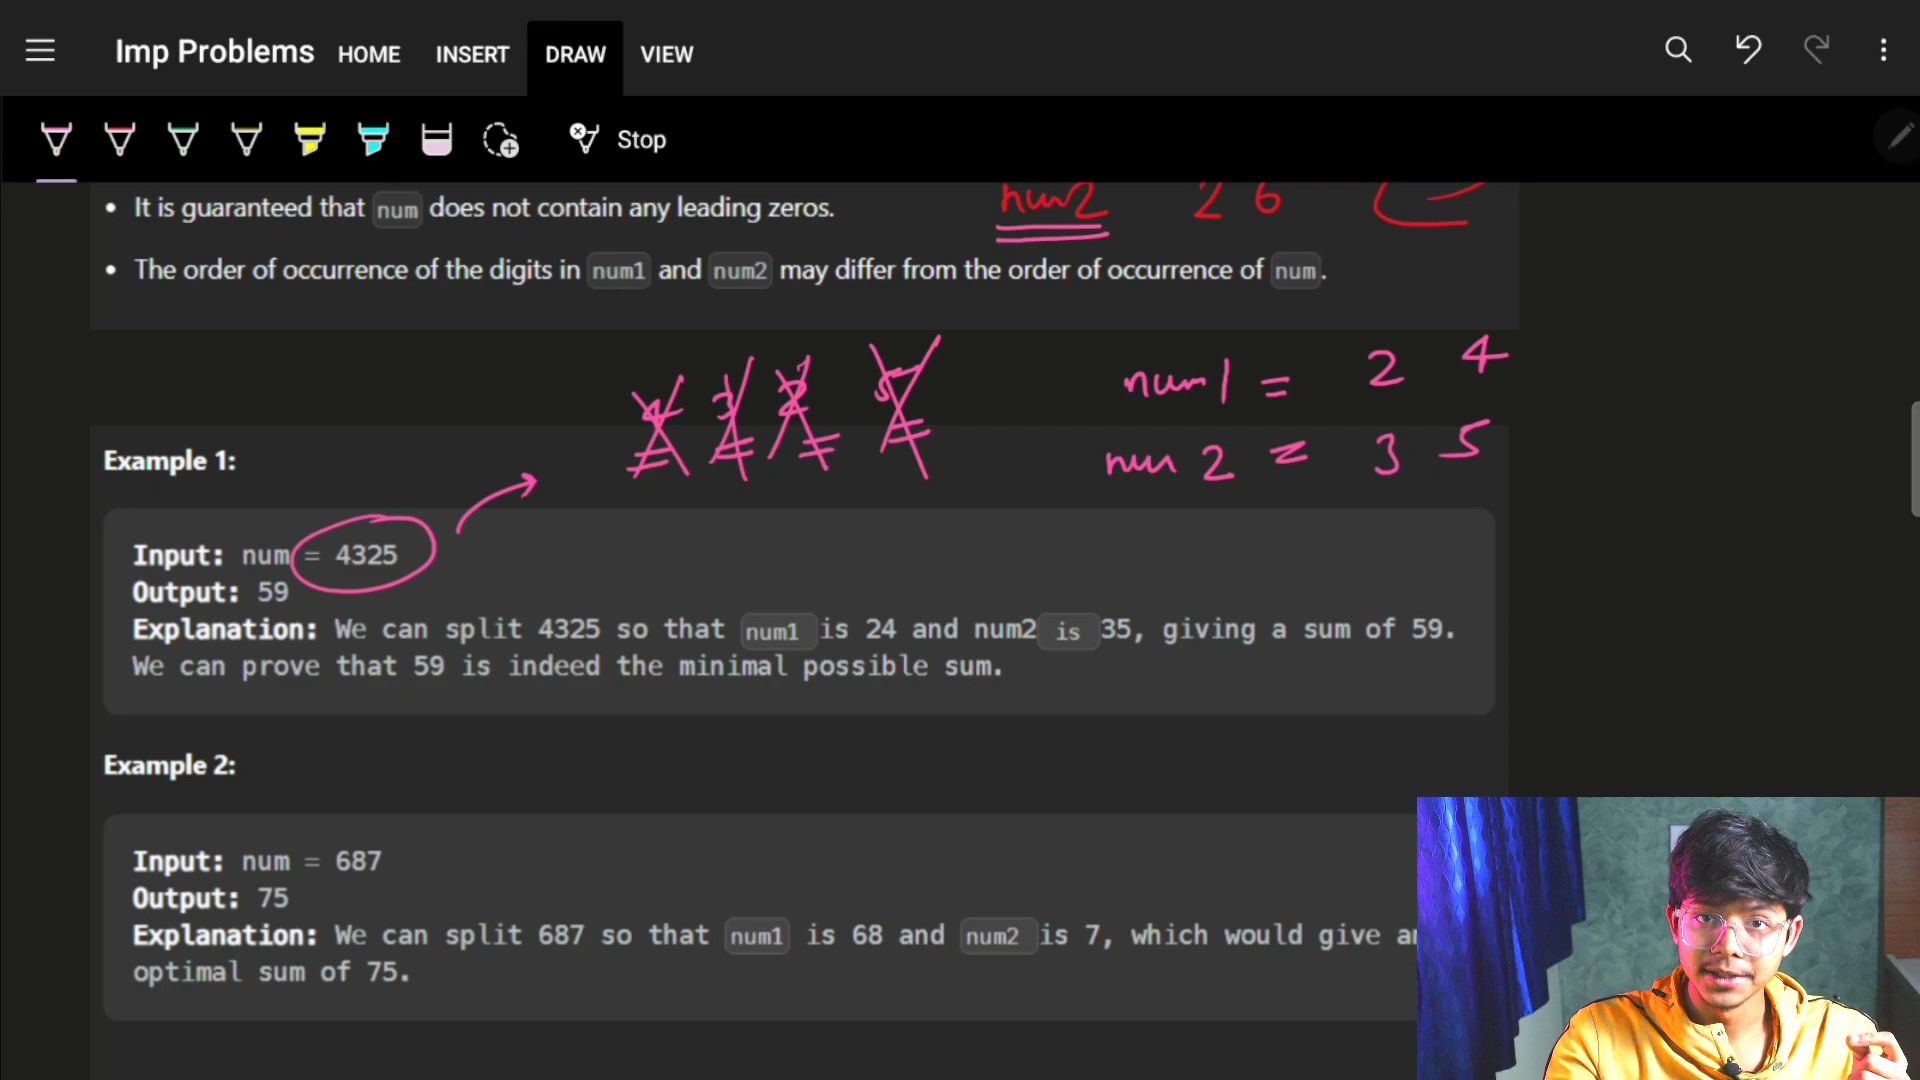 Imp Problems HOME INSERT DRAW VIEW
Stop
• It is guaranteed that num does not contain any leading zeros.
num2 2 6
• The order of occurrence of the digits in num1 and num2 may differ from the order of occurrence of num.
4 3 2 5
num1 = 2 4
num 2 = 3 5
Example 1:
Input: num = 4325
Output: 59
Explanation: We can split 4325 so that num1 is 24 and num2 is 35, giving a sum of 59.
We can prove that 59 is indeed the minimal possible sum.
Example 2:
Input: num = 687
Output: 75
Explanation: We can split 687 so that num1 is 68 and num2 is 7, which would give
optimal sum of 75.